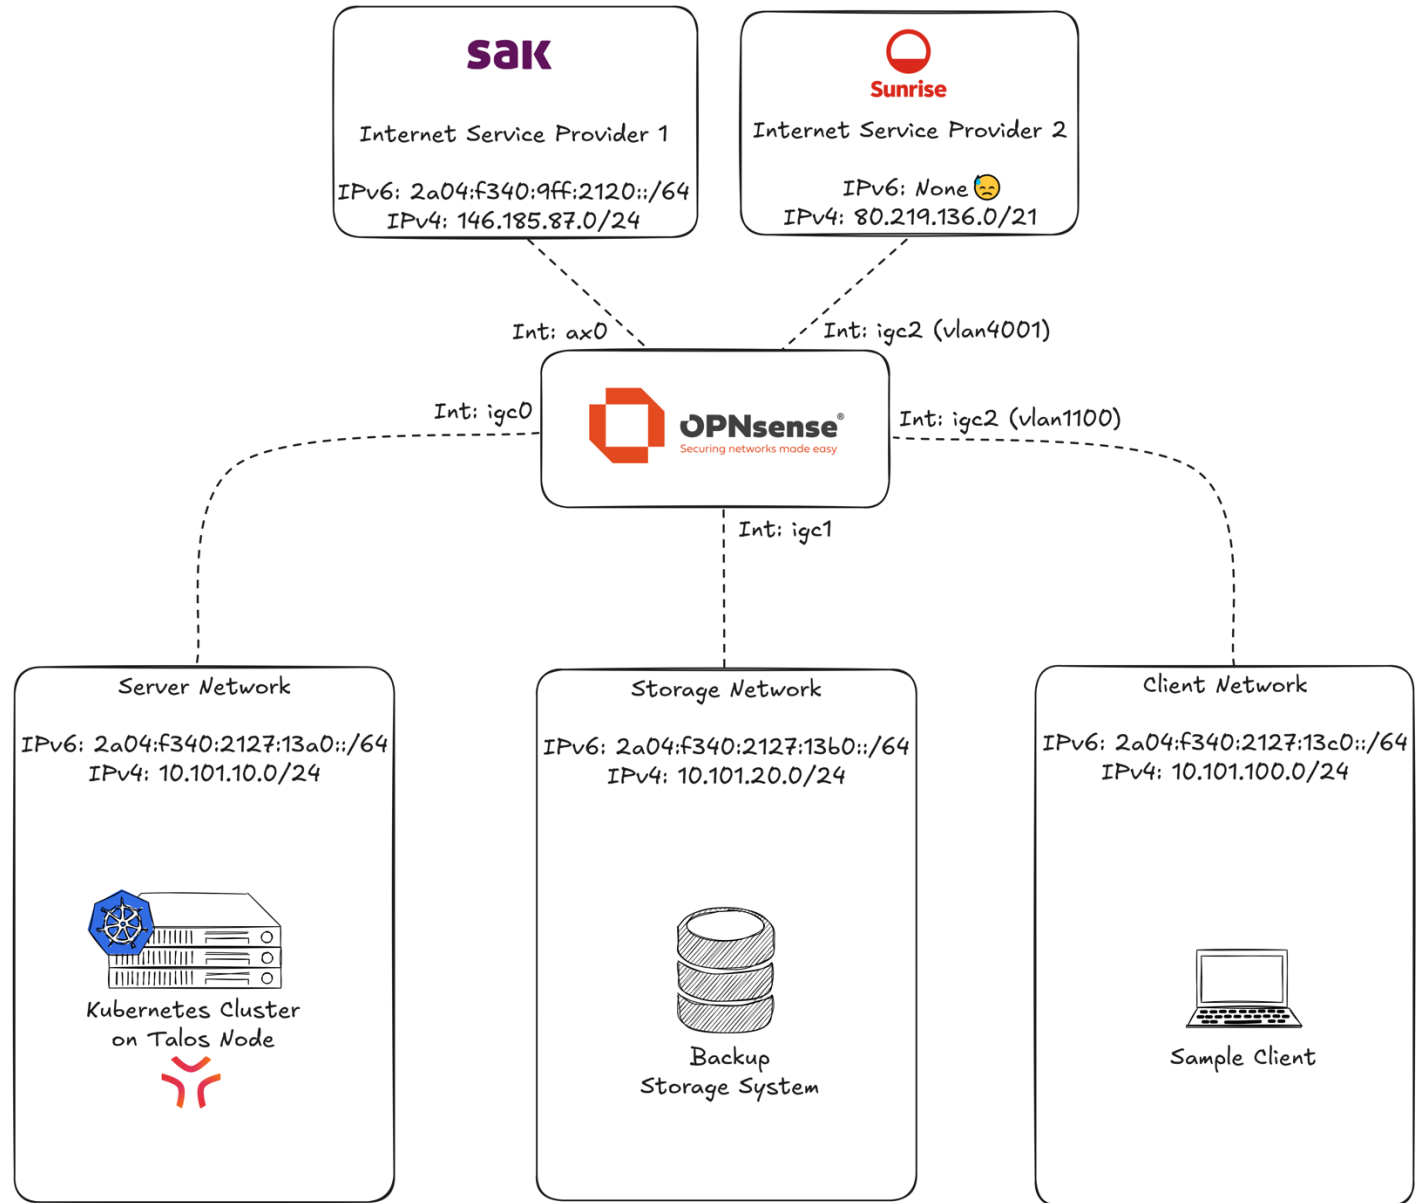 sak
Internet Service Provider 1
IPv6: 2a04:f340:9ff:2120::/64
IPv4: 146.185.87.0/24
Sunrise
Internet Service Provider 2
IPv6: None 😓
IPv4: 80.219.136.0/21
Int: ax0
Int: igc2 (vlan4001)
Int: igc0
OPNsense®
Securing networks made easy
Int: igc2 (vlan1100)
Int: igc1
Server Network
IPv6: 2a04:f340:2127:13a0::/64
IPv4: 10.101.10.0/24
Kubernetes Cluster
on Talos Node
Storage Network
IPv6: 2a04:f340:2127:13b0::/64
IPv4: 10.101.20.0/24
Backup
Storage System
Client Network
IPv6: 2a04:f340:2127:13c0::/64
IPv4: 10.101.100.0/24
Sample Client